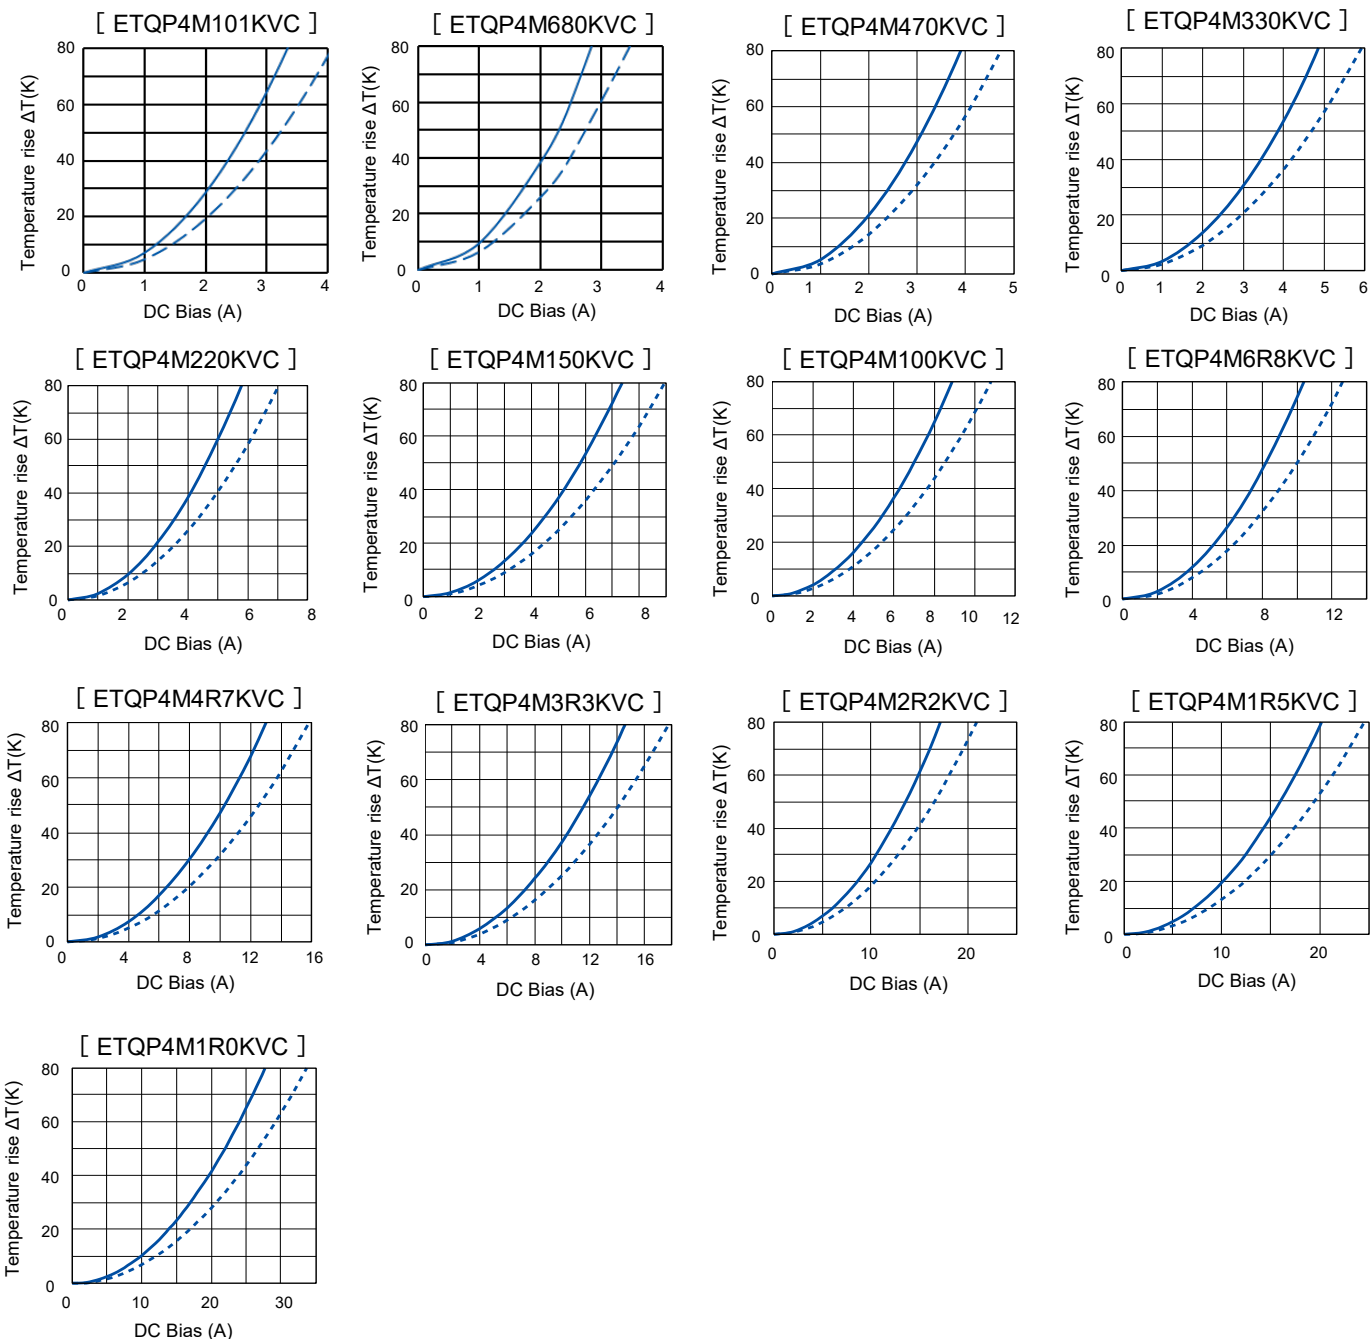 [ ETQP4M101KVC ]
Temperature rise ΔT(K)
80
60
40
20
0
0 1 2 3 4
DC Bias (A)
[ ETQP4M680KVC ]
Temperature rise ΔT(K)
80
60
40
20
0
0 1 2 3 4
DC Bias (A)
[ ETQP4M470KVC ]
Temperature rise ΔT(K)
80
60
40
20
0
0 1 2 3 4 5
DC Bias (A)
[ ETQP4M330KVC ]
Temperature rise ΔT(K)
80
60
40
20
0
0 1 2 3 4 5 6
DC Bias (A)
[ ETQP4M220KVC ]
Temperature rise ΔT(K)
80
60
40
20
0
0 2 4 6 8
DC Bias (A)
[ ETQP4M150KVC ]
Temperature rise ΔT(K)
80
60
40
20
0
0 2 4 6 8
DC Bias (A)
[ ETQP4M100KVC ]
Temperature rise ΔT(K)
80
60
40
20
0
0 2 4 6 8 10 12
DC Bias (A)
[ ETQP4M6R8KVC ]
Temperature rise ΔT(K)
80
60
40
20
0
0 4 8 12
DC Bias (A)
[ ETQP4M4R7KVC ]
Temperature rise ΔT(K)
80
60
40
20
0
0 4 8 12 16
DC Bias (A)
[ ETQP4M3R3KVC ]
Temperature rise ΔT(K)
80
60
40
20
0
0 4 8 12 16
DC Bias (A)
[ ETQP4M2R2KVC ]
Temperature rise ΔT(K)
80
60
40
20
0
0 10 20
DC Bias (A)
[ ETQP4M1R5KVC ]
Temperature rise ΔT(K)
80
60
40
20
0
0 10 20
DC Bias (A)
[ ETQP4M1R0KVC ]
Temperature rise ΔT(K)
80
60
40
20
0
0 10 20 30
DC Bias (A)